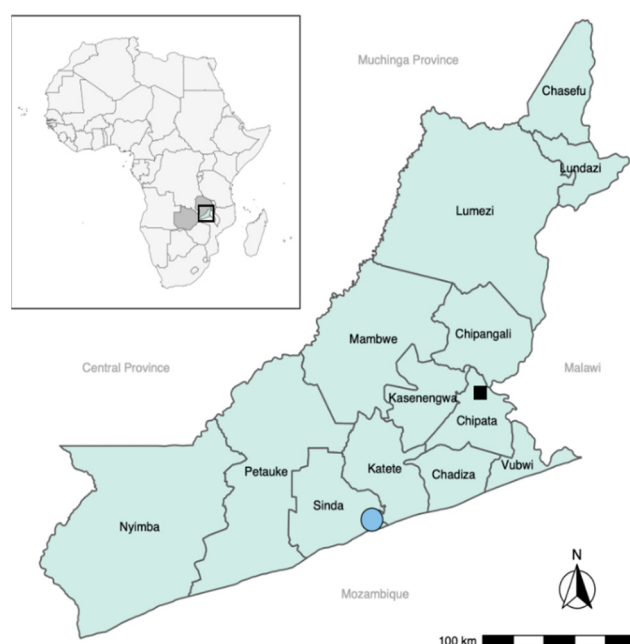 Muchinga Province
Chasefu
Lundazi
Lumezi
Chipangali
Mambwe
Central Province
Malawi
Kasenengwa
Chipata
Petauke
Katete
Chadiza
Vubwi
Sinda
Nyimba
Mozambique
N
100 km